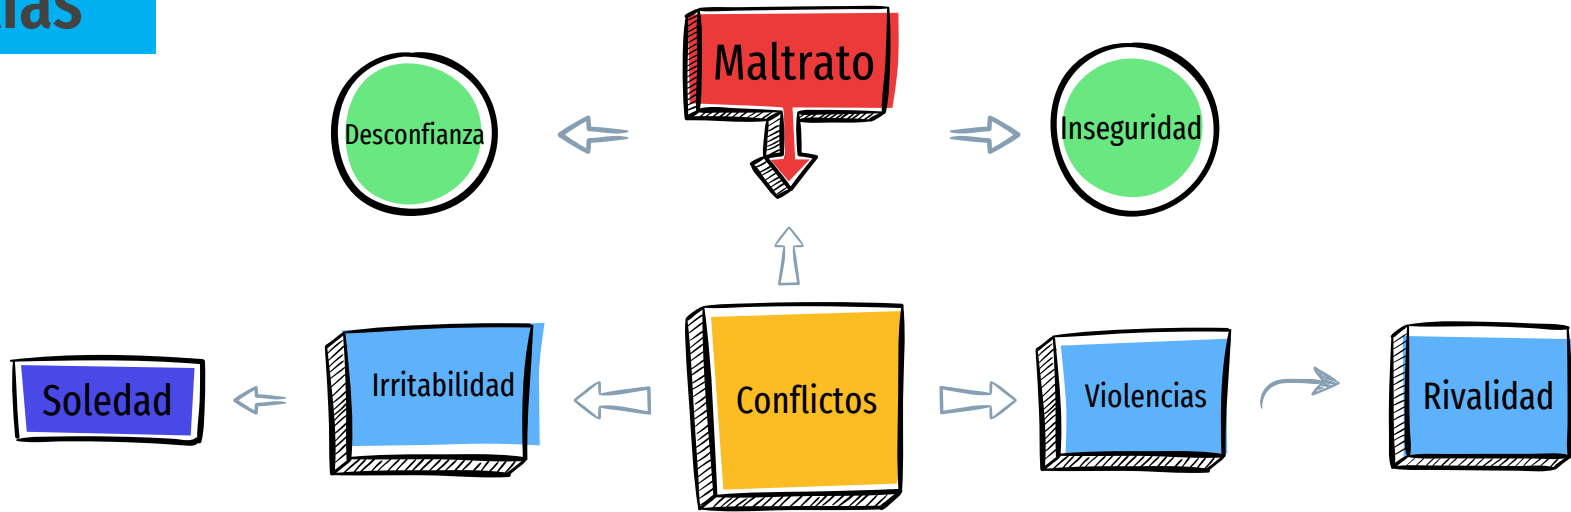 Maltrato
Desconfianza
Inseguridad
Soledad
Irritabilidad
Conflictos
Violencias
Rivalidad